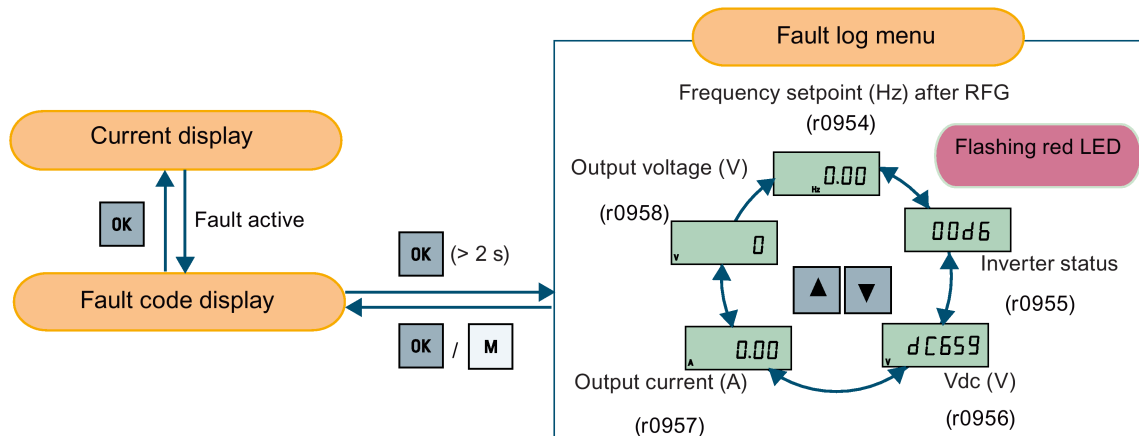 Fault log menu
Frequency setpoint (Hz) after RFG
(r0954)
Current display
Flashing red LED
Output voltage (V)
0.00
Hz
(r0958)
OK
Fault active
00d6
0
V
OK (> 2 s)
Inverter status
(r0955)
Fault code display
OK / M
0.00
A
dC659
V
Output current (A)
Vdc (V)
(r0957)
(r0956)